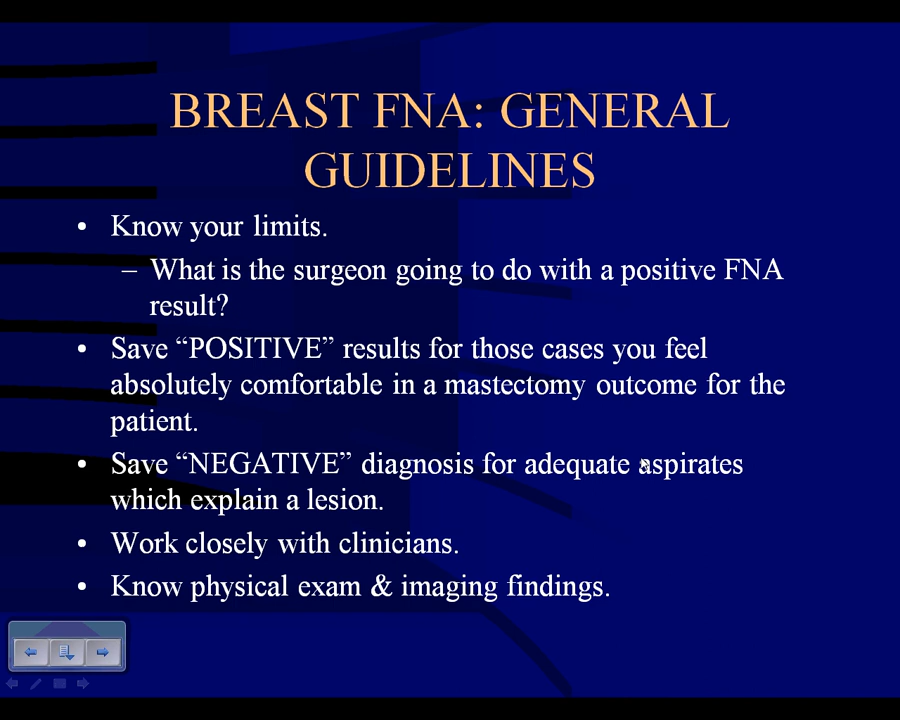 BREAST FNA: GENERAL
GUIDELINES
• Know your limits.
– What is the surgeon going to do with a positive FNA
result?
• Save “POSITIVE” results for those cases you feel
absolutely comfortable in a mastectomy outcome for the
patient.
• Save “NEGATIVE” diagnosis for adequate aspirates
which explain a lesion.
• Work closely with clinicians.
• Know physical exam & imaging findings.